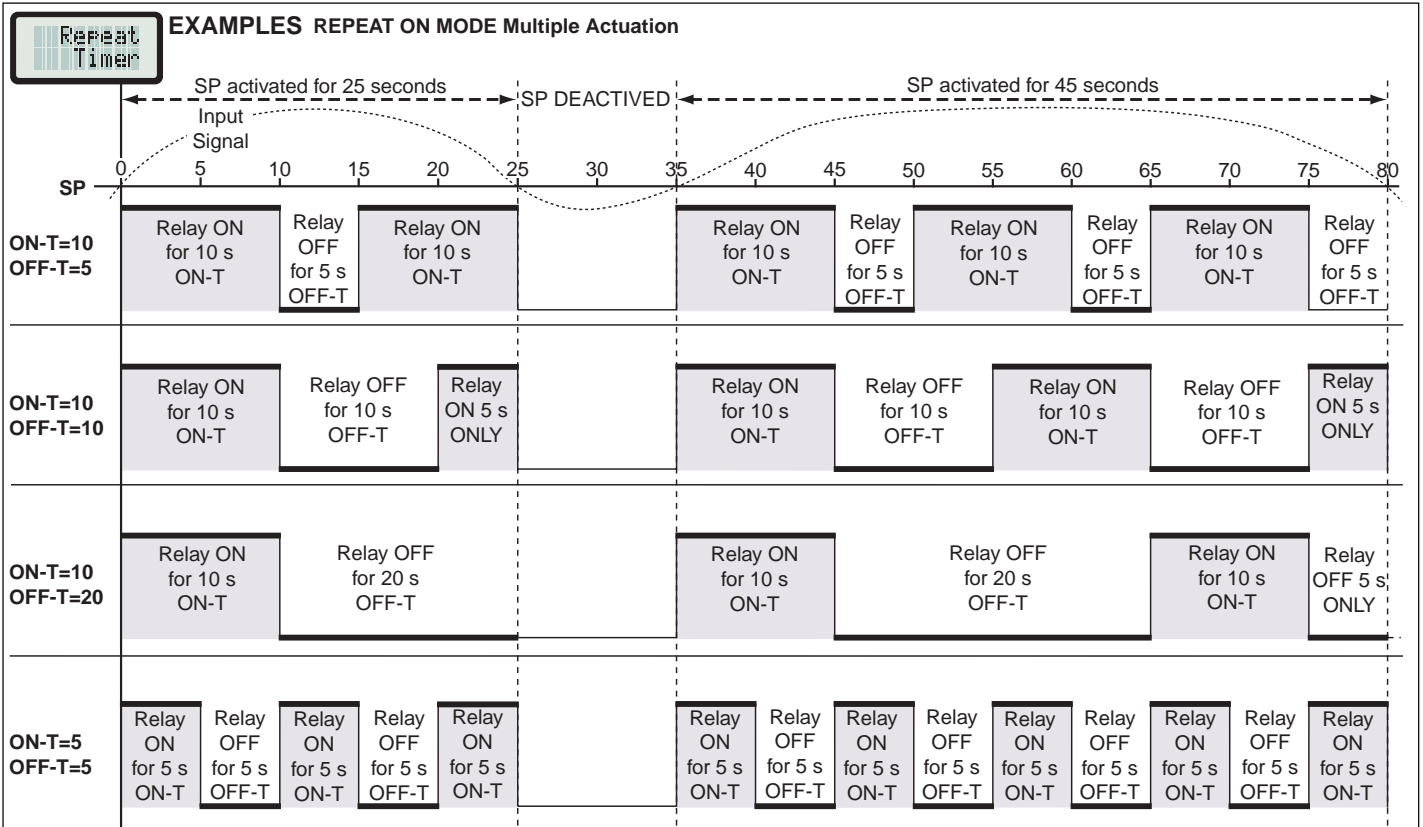 Repeat
Timer
EXAMPLES REPEAT ON MODE Multiple Actuation
SP activated for 25 seconds
SP DEACTIVED
SP activated for 45 seconds
Input
Signal
SP
0 5 10 15 20 25 30 35 40 45 50 55 60 65 70 75 80
ON-T=10
OFF-T=5
Relay ON
for 10 s
ON-T
Relay
OFF
for 5 s
OFF-T
Relay ON
for 10 s
ON-T
Relay ON
for 10 s
ON-T
Relay
OFF
for 5 s
OFF-T
Relay ON
for 10 s
ON-T
Relay
OFF
for 5 s
OFF-T
Relay ON
for 10 s
ON-T
Relay
OFF
for 5 s
OFF-T
ON-T=10
OFF-T=10
Relay ON
for 10 s
ON-T
Relay OFF
for 10 s
OFF-T
Relay
ON 5 s
ONLY
Relay ON
for 10 s
ON-T
Relay OFF
for 10 s
OFF-T
Relay ON
for 10 s
ON-T
Relay OFF
for 10 s
OFF-T
Relay
ON 5 s
ONLY
ON-T=10
OFF-T=20
Relay ON
for 10 s
ON-T
Relay OFF
for 20 s
OFF-T
Relay ON
for 10 s
ON-T
Relay OFF
for 20 s
OFF-T
Relay ON
for 10 s
ON-T
Relay
OFF 5 s
ONLY
ON-T=5
OFF-T=5
Relay
ON
for 5 s
ON-T
Relay
OFF
for 5 s
OFF-T
Relay
ON
for 5 s
ON-T
Relay
OFF
for 5 s
OFF-T
Relay
ON
for 5 s
ON-T
Relay
ON
for 5 s
ON-T
Relay
OFF
for 5 s
OFF-T
Relay
ON
for 5 s
ON-T
Relay
OFF
for 5 s
OFF-T
Relay
ON
for 5 s
ON-T
Relay
OFF
for 5 s
OFF-T
Relay
ON
for 5 s
ON-T
Relay
OFF
for 5 s
OFF-T
Relay
ON
for 5 s
ON-T